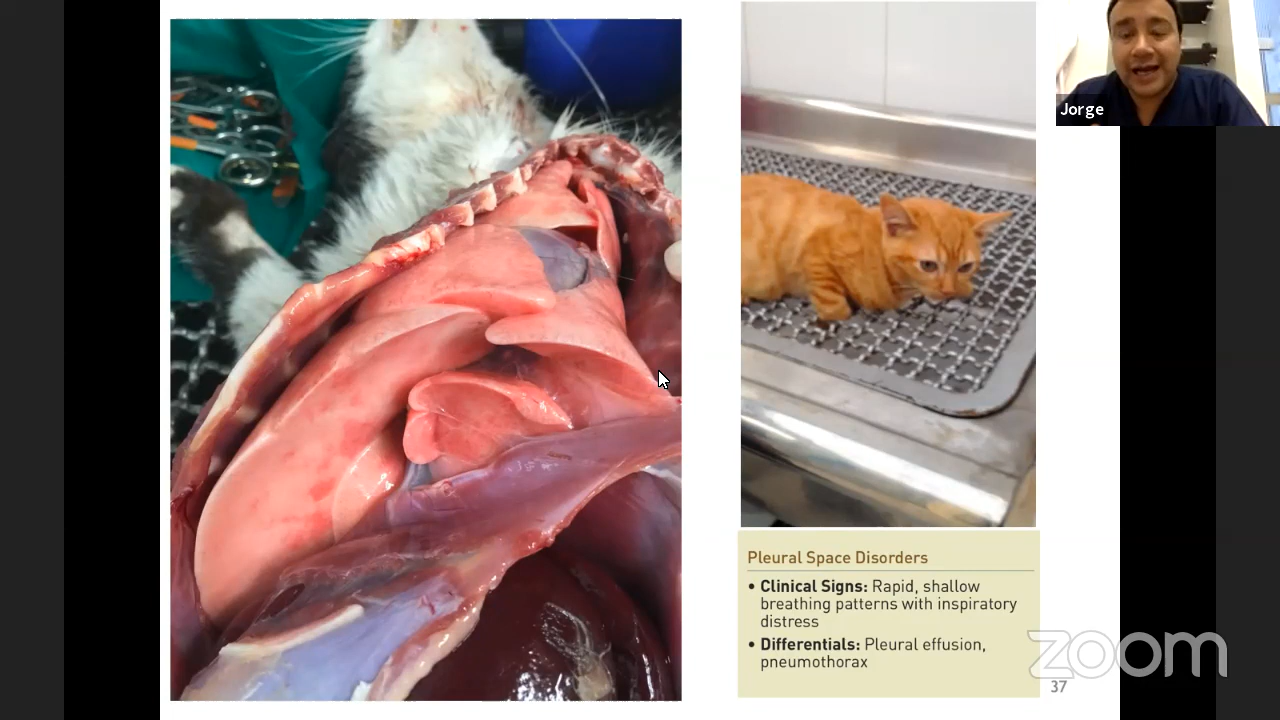 Jorge
Pleural Space Disorders
• Clinical Signs: Rapid, shallow
breathing patterns with inspiratory
distress
• Differentials: Pleural effusion,
pneumothorax
zoom
37